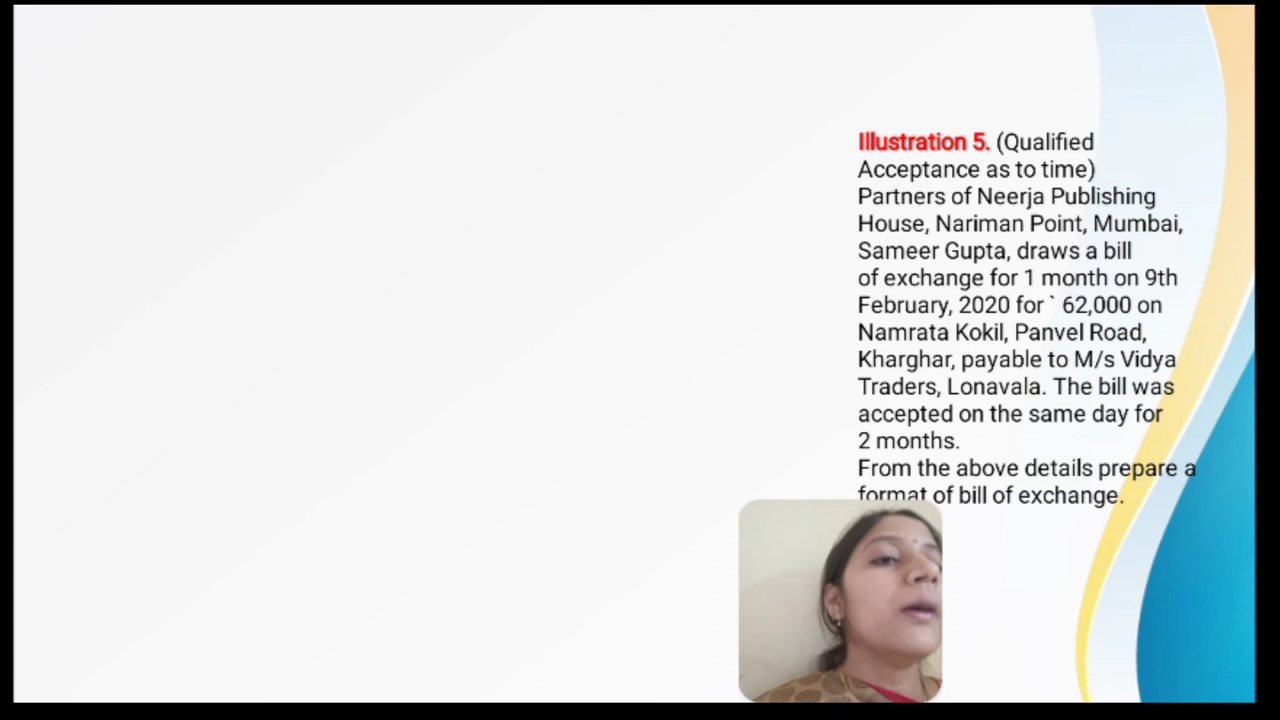 Illustration 5. (Qualified
Acceptance as to time)
Partners of Neerja Publishing
House, Nariman Point, Mumbai,
Sameer Gupta, draws a bill
of exchange for 1 month on 9th
February, 2020 for ` 62,000 on
Namrata Kokil, Panvel Road,
Kharghar, payable to M/s Vidya
Traders, Lonavala. The bill was
accepted on the same day for
2 months.
From the above details prepare a
format of bill of exchange.